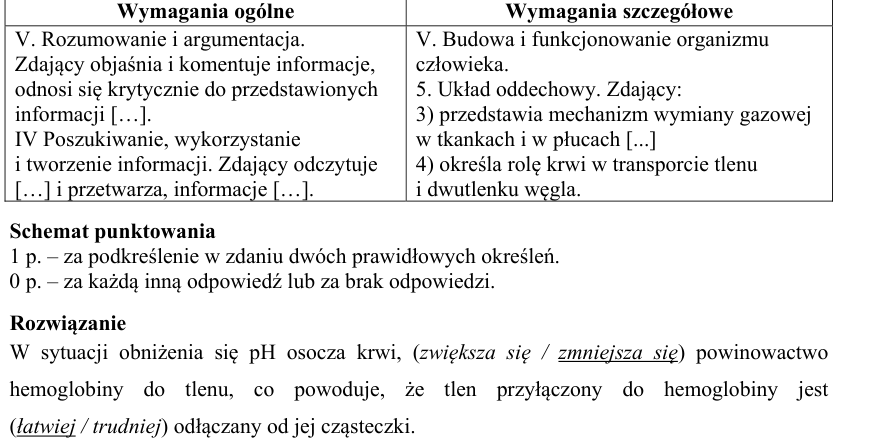 Wymagania ogólne
V. Rozumowanie i argumentacja.
Zdający objaśnia i komentuje informacje,
odnosi się krytycznie do przedstawionych
informacji […].
IV Poszukiwanie, wykorzystanie
i tworzenie informacji. Zdający odczytuje
[…] i przetwarza, informacje […].
Wymagania szczegółowe
V. Budowa i funkcjonowanie organizmu
człowieka.
5. Układ oddechowy. Zdający:
3) przedstawia mechanizm wymiany gazowej
w tkankach i w płucach [...]
4) określa rolę krwi w transporcie tlenu
i dwutlenku węgla.
Schemat punktowania
1 p. – za podkreślenie w zdaniu dwóch prawidłowych określeń.
0 p. – za każdą inną odpowiedź lub za brak odpowiedzi.
Rozwiązanie
W sytuacji obniżenia się pH osocza krwi, (zwiększa się / zmniejsza się) powinowactwo
hemoglobiny do tlenu, co powoduje, że tlen przyłączony do hemoglobiny jest
(łatwiej / trudniej) odłączany od jej cząsteczki.